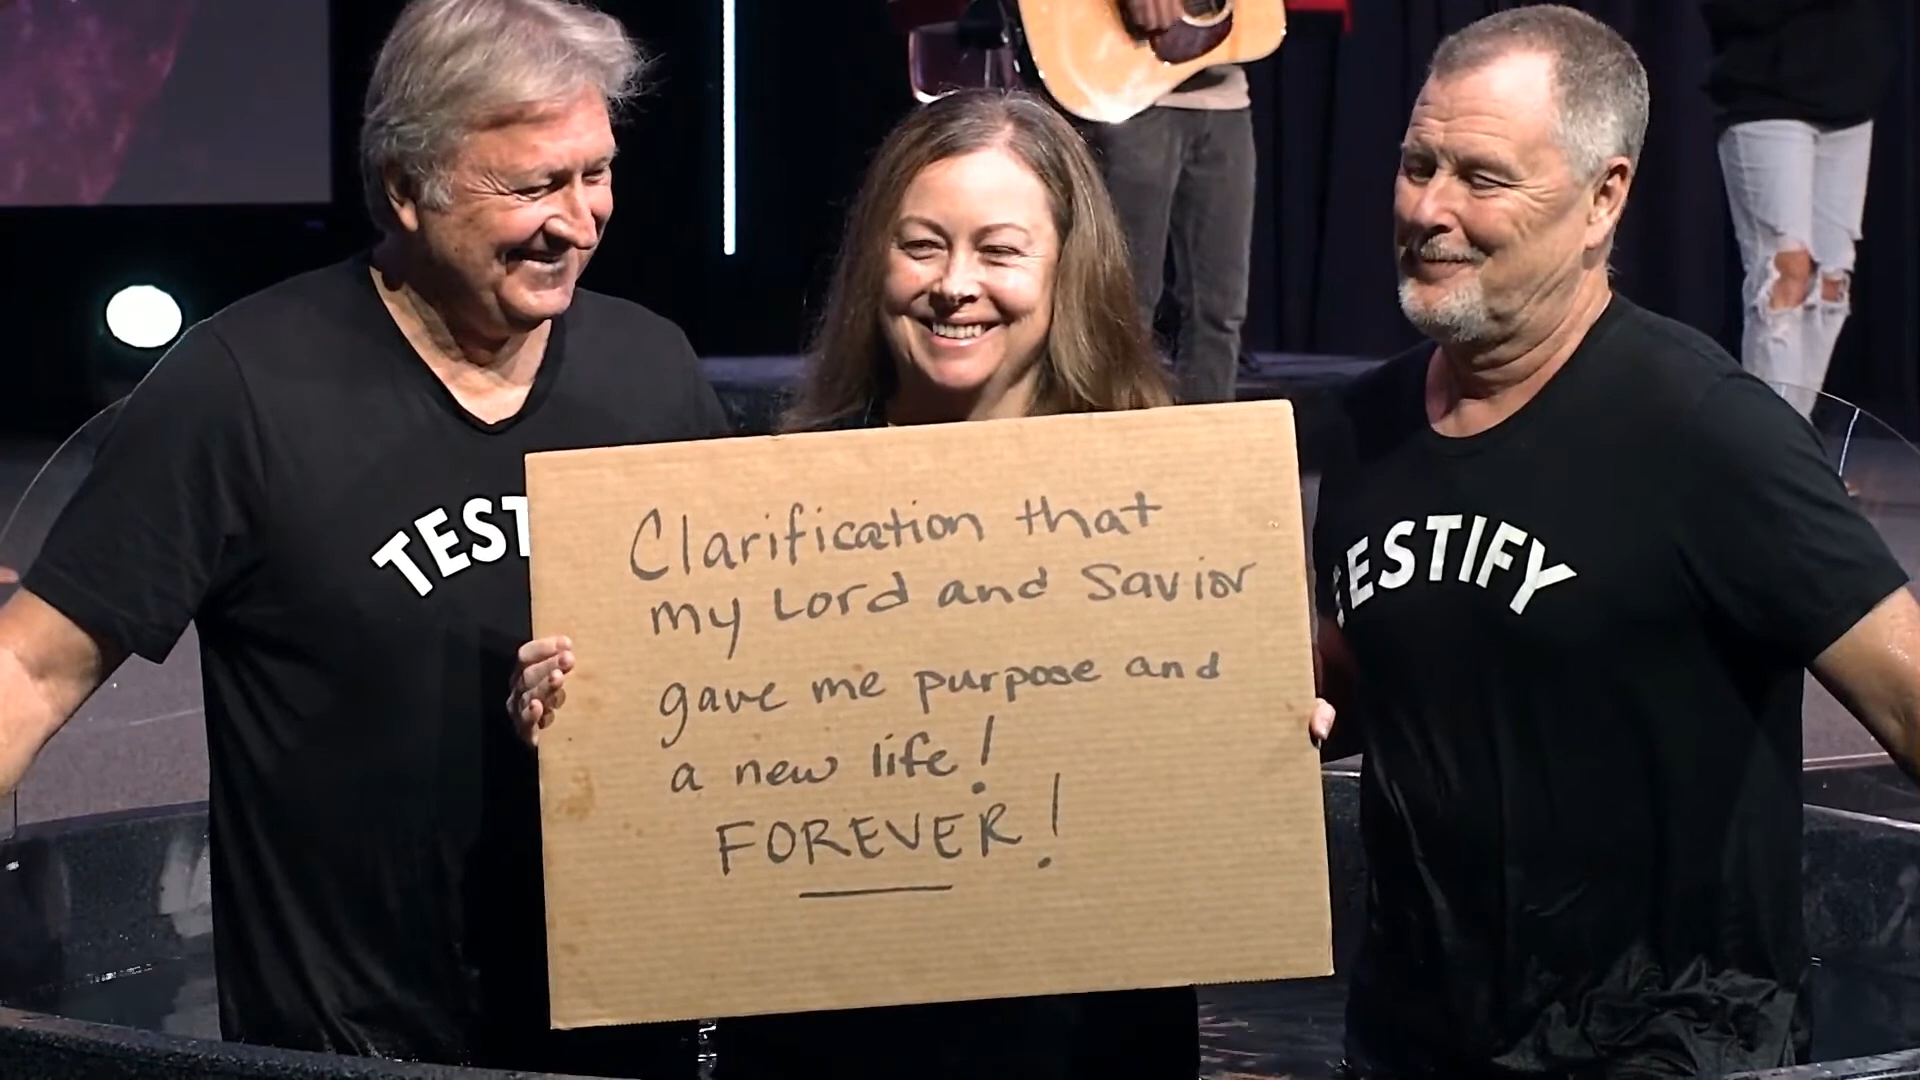 TEST
Clarification that
my Lord and Savior
gave me purpose and
a new life!
FOREVER!
TESTIFY